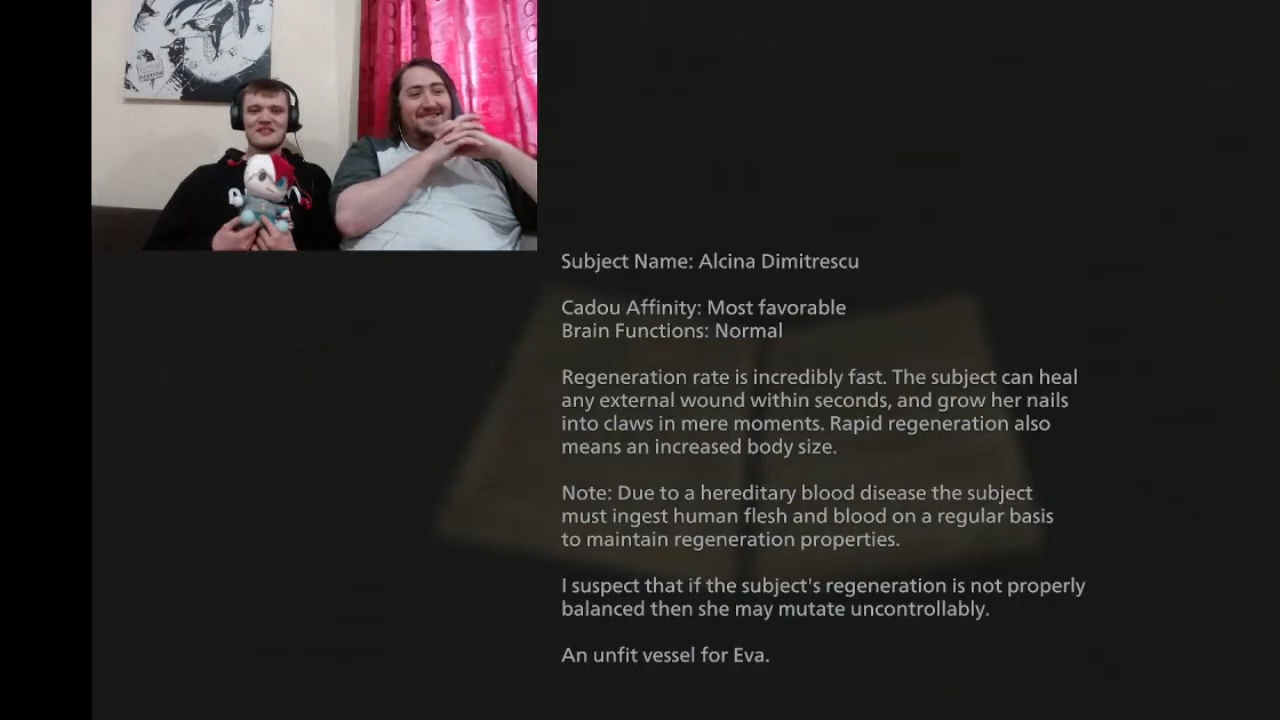 Subject Name: Alcina Dimitrescu
Cadou Affinity: Most favorable
Brain Functions: Normal
Regeneration rate is incredibly fast. The subject can heal
any external wound within seconds, and grow her nails
into claws in mere moments. Rapid regeneration also
means an increased body size.
Note: Due to a hereditary blood disease the subject
must ingest human flesh and blood on a regular basis
to maintain regeneration properties.
I suspect that if the subject's regeneration is not properly
balanced then she may mutate uncontrollably.
An unfit vessel for Eva.